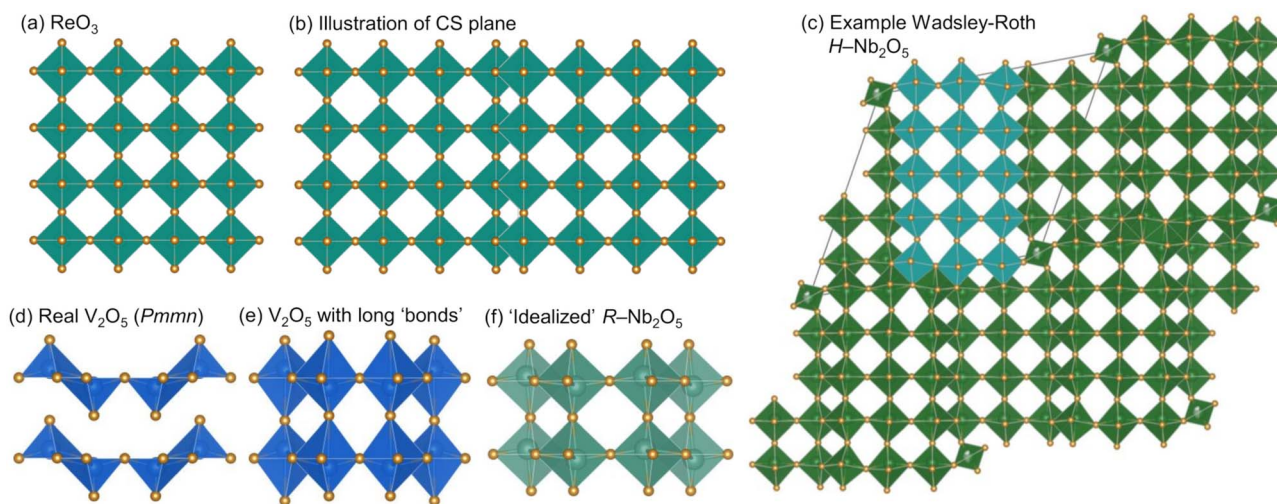 (a) ReO₃
(b) Illustration of CS plane
(c) Example Wadsley-Roth
H–Nb₂O₅
(d) Real V₂O₅ (Pmmn)
(e) V₂O₅ with long ‘bonds’
(f) ‘Idealized’ R–Nb₂O₅